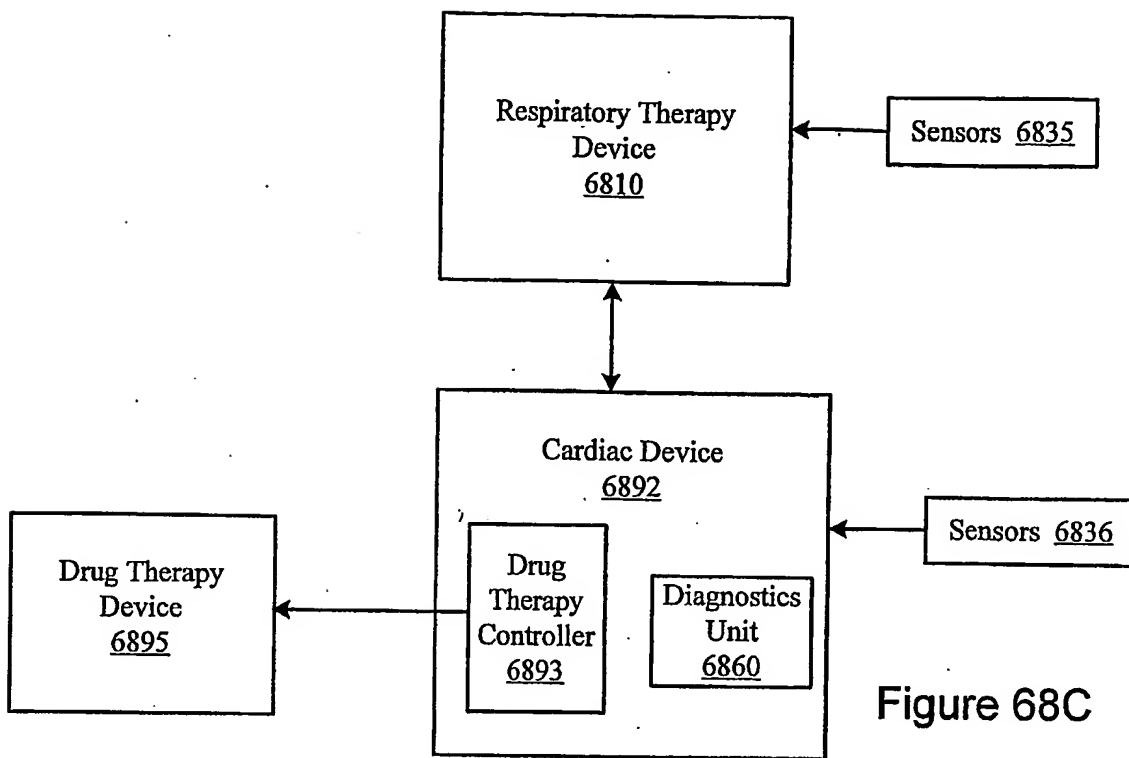 Respiratory Therapy
Device
6810
Sensors 6835
Cardiac Device
6892
Sensors 6836
Drug Therapy
Device
6895
Drug
Therapy
Controller
6893
Diagnostics
Unit
6860
Figure 68C